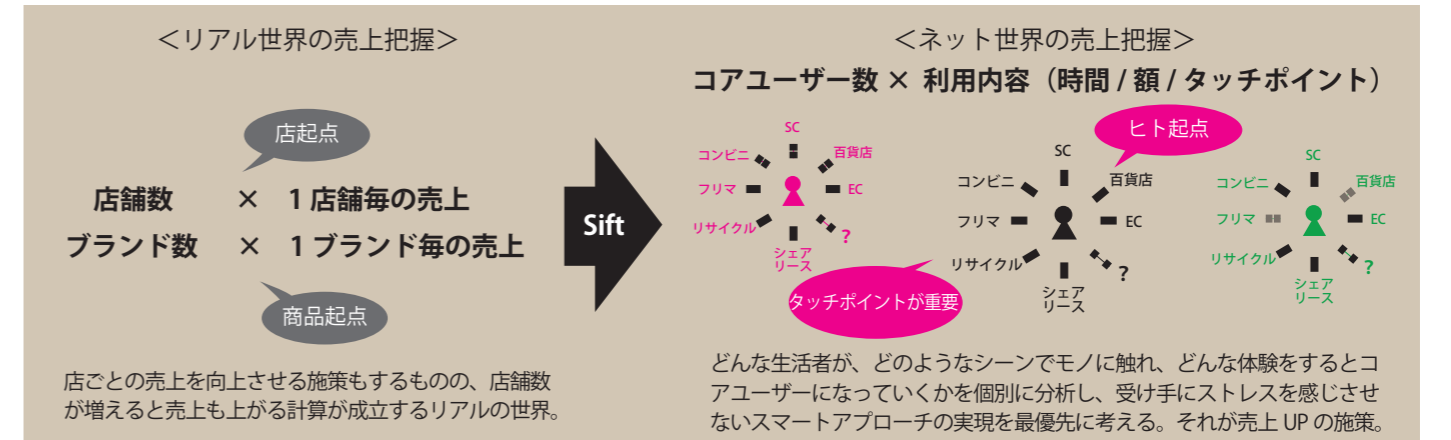 ＜リアル世界の売上把握＞
店起点
店舗数 × 1店舗毎の売上
ブランド数 × 1ブランド毎の売上
商品起点
店ごとの売上を向上させる施策もするものの、店舗数
が増えると売上も上がる計算が成立するリアルの世界。
Sift
＜ネット世界の売上把握＞
コアユーザー数 × 利用内容（時間 / 額 / タッチポイント）
ヒト起点
SC
コンビニ
百貨店
フリマ
EC
リサイクル
?
シェア
リース
SC
コンビニ
百貨店
フリマ
EC
リサイクル
?
シェア
リース
SC
コンビニ
百貨店
フリマ
EC
リサイクル
?
シェア
リース
タッチポイントが重要
どんな生活者が、どのようなシーンでモノに触れ、どんな体験をするとコ
アユーザーになっていくかを個別に分析し、受け手にストレスを感じさせ
ないスマートアプローチの実現を最優先に考える。それが売上 UP の施策。